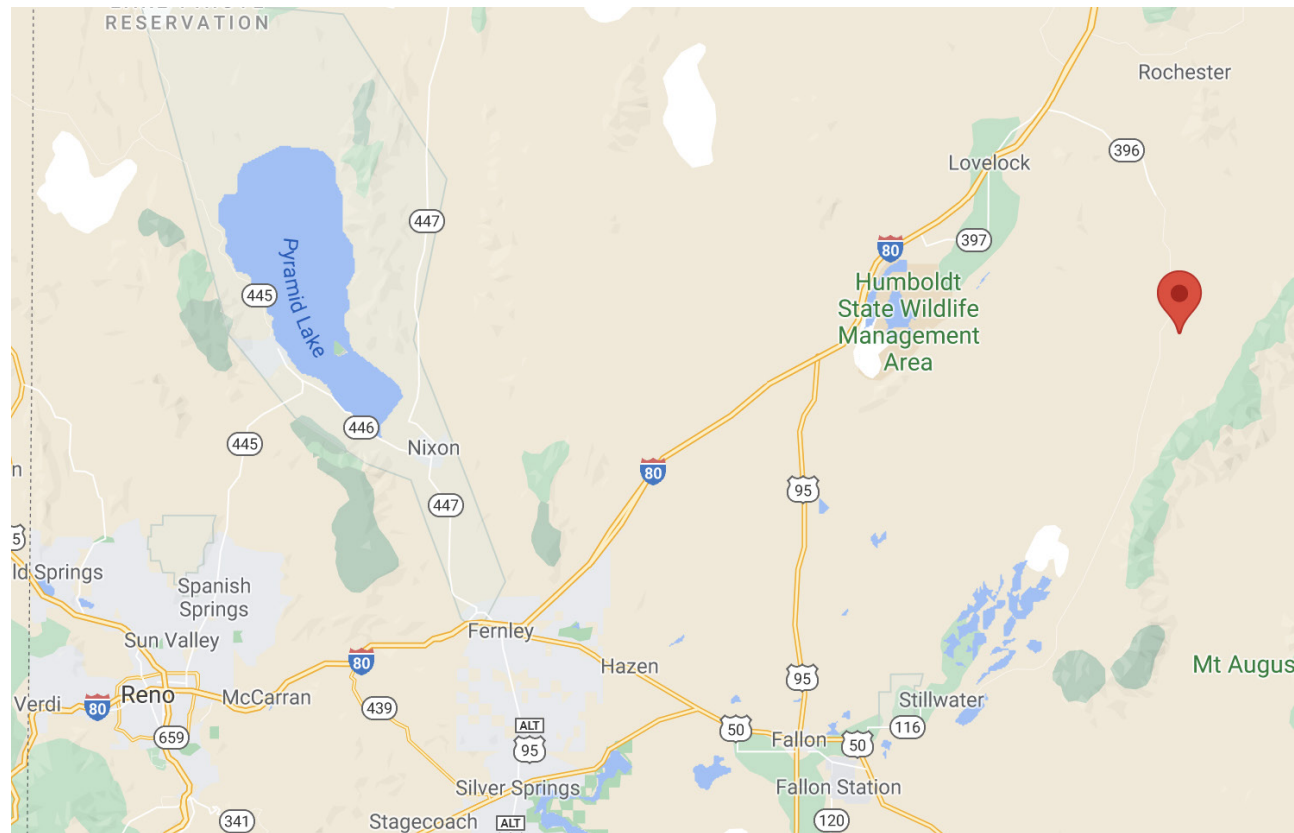 RESERVATION
Rochester
396
Lovelock
447
397
80
445
Pyramid Lake
Humboldt
State Wildlife
Management
Area
446
445
Nixon
80
95
447
ld Springs
Spanish
Springs
Sun Valley
Fernley
Hazen
80
95
Mt Augus
Verdi
80
Reno
McCarran
439
Stillwater
116
659
ALT
95
50
Fallon
50
Silver Springs
Fallon Station
341
Stagecoach
ALT
120